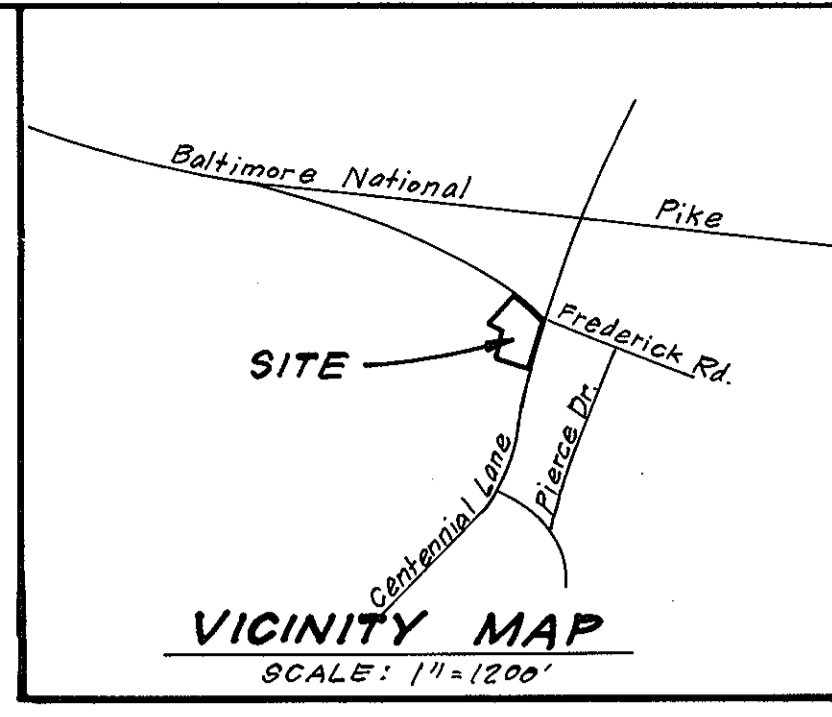 Baltimore National Pike
Frederick Rd.
SITE
Pierce Dr.
Centennial Lane
VICINITY MAP
SCALE: 1"=1200'